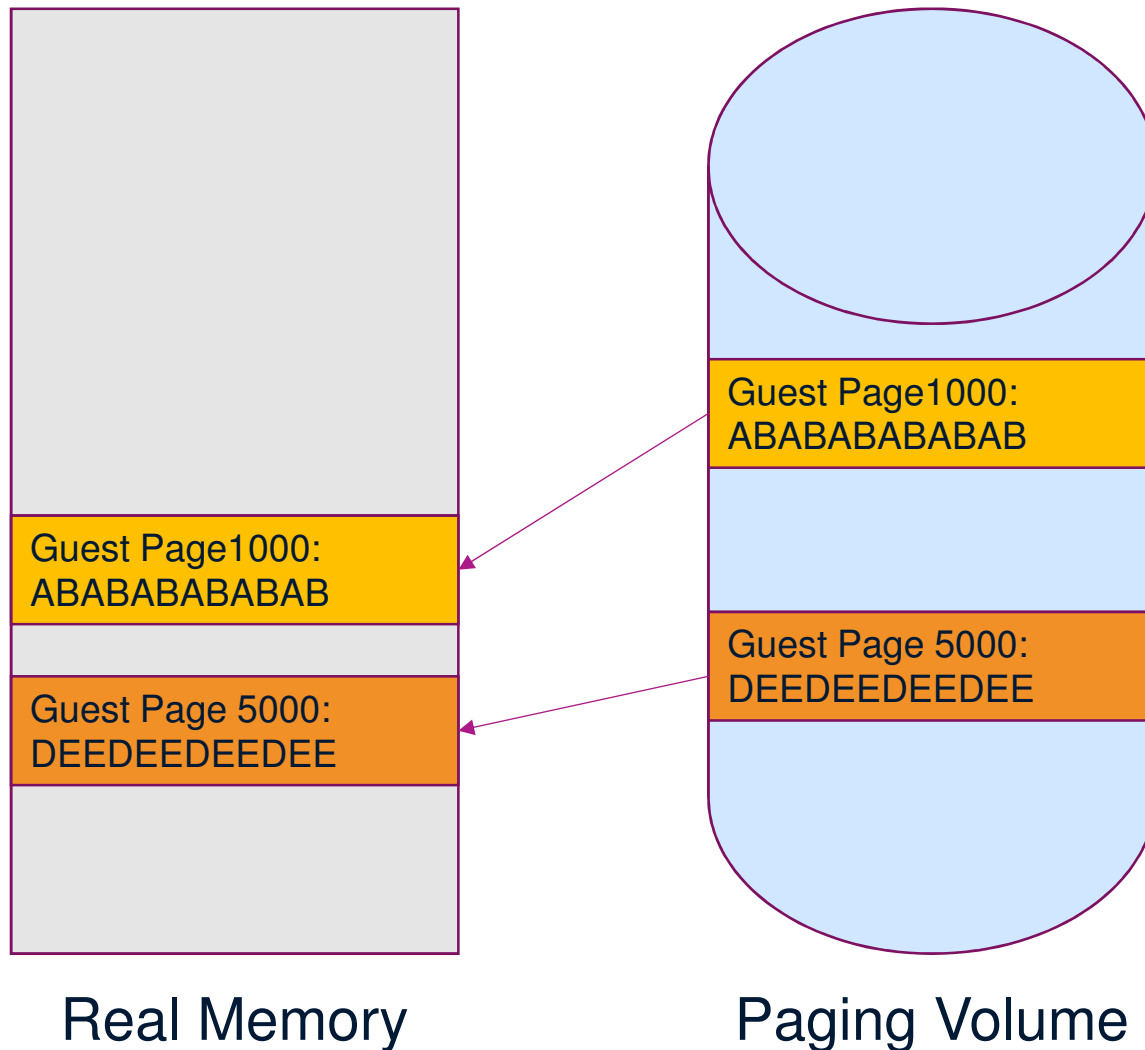 Guest Page1000:
ABABABABABAB
Guest Page 5000:
DEEDEEDEEDEE
Real Memory
Guest Page1000:
ABABABABABAB
Guest Page 5000:
DEEDEEDEEDEE
Paging Volume